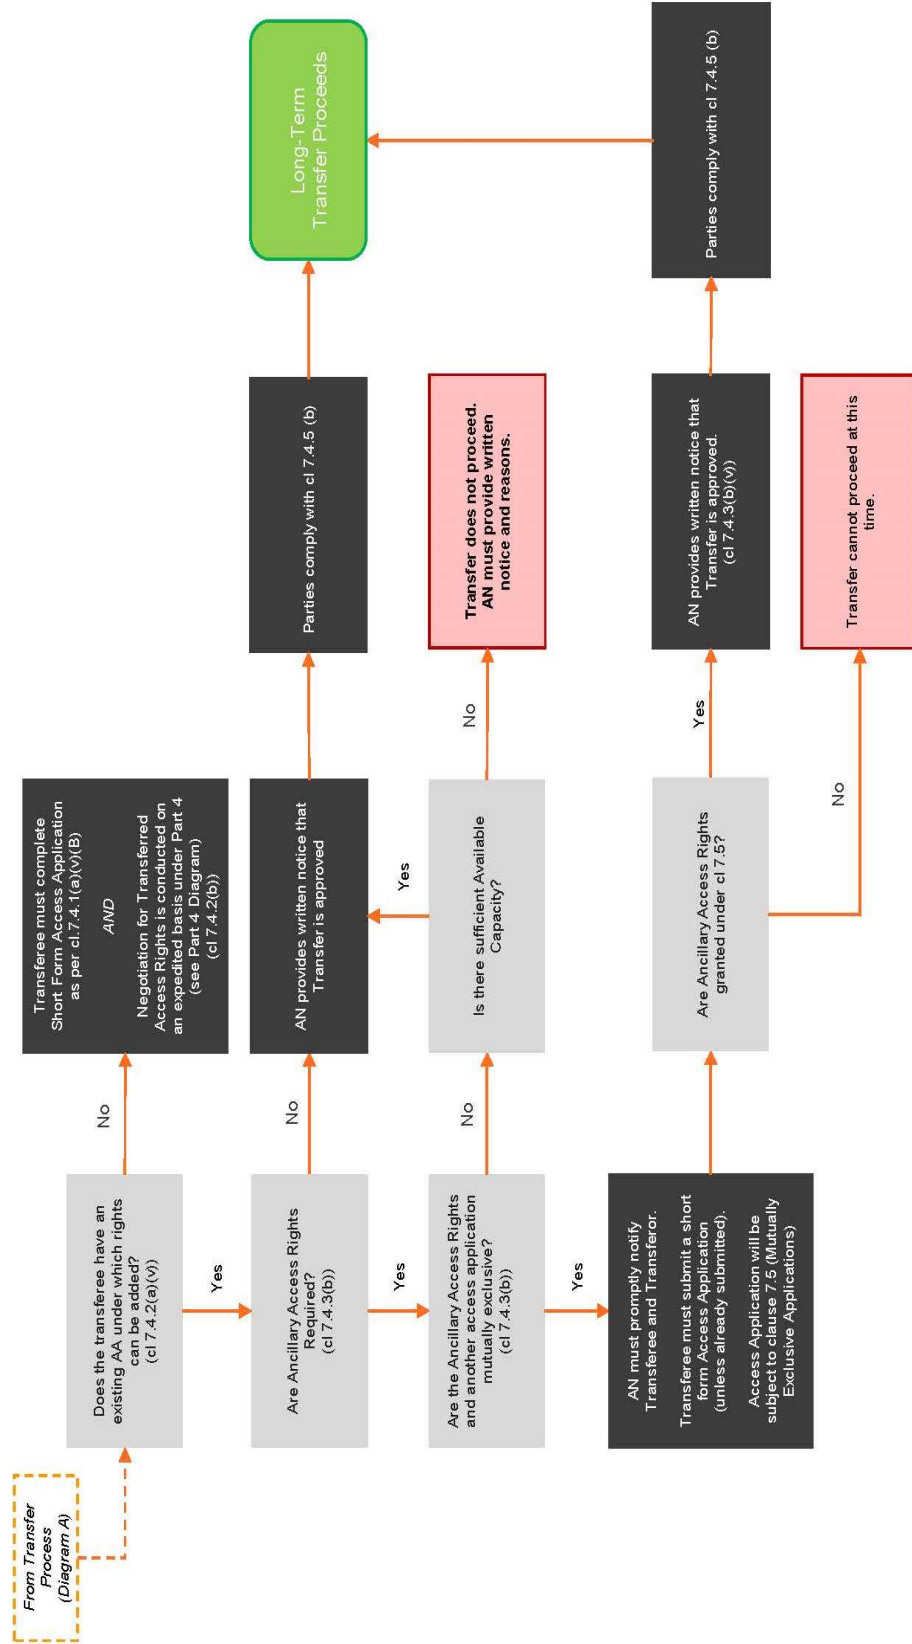 From Transfer
Process
(Diagram A)
Does the transferee have an
existing AA under which rights
can be added?
(cl 7.4.2(a)(v))
No
Transferee must complete
Short Form Access Application
as per cl.7.4.1(a)(v)(B)
AND
Negotiation for Transferred
Access Rights is conducted on
an expedited basis under Part 4
(see Part 4 Diagram)
(cl 7.4.2(b))
Yes
Are Ancillary Access Rights
Required?
(cl 7.4.3(b))
No
AN provides written notice that
Transfer is approved
Parties comply with cl 7.4.5 (b)
Long-Term
Transfer Proceeds
Yes
Yes
Are the Ancillary Access Rights
and another access application
mutually exclusive?
(cl 7.4.3(b))
No
Is there sufficient Available
Capacity?
No
Transfer does not proceed.
AN must provide written
notice and reasons.
Yes
AN must promptly notify
Transferee and Transferor.
Transferee must submit a short
form Access Application
(unless already submitted).
Access Application will be
subject to clause 7.5 (Mutually
Exclusive Applications)
Are Ancillary Access Rights
granted under cl 7.5?
Yes
AN provides written notice that
Transfer is approved.
(cl 7.4.3(b)(v))
Parties comply with cl 7.4.5 (b)
No
Transfer cannot proceed at this
time.